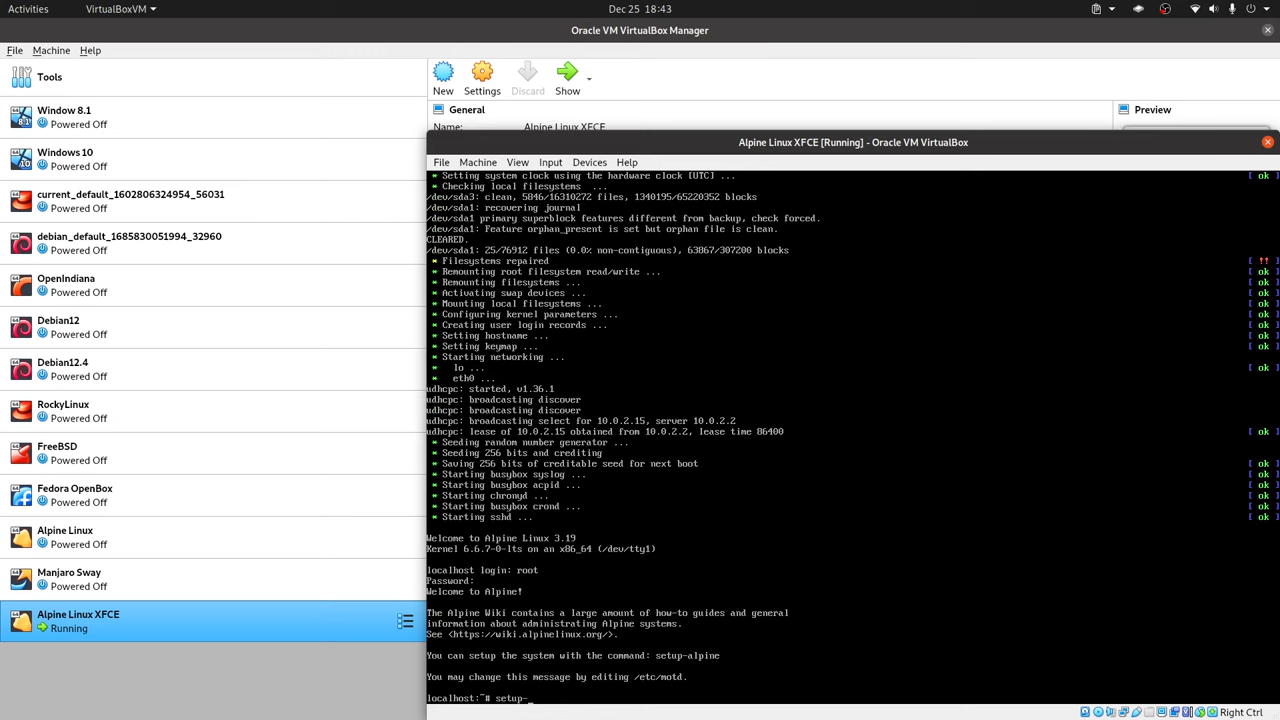 Activities
VirtualBoxVM
Dec 25 18:43
Oracle VM VirtualBox Manager
File Machine Help
Tools
New
Settings
Discard
Show
Window 8.1
Powered Off
Window 10
Powered Off
current_default_1602806324954_56031
Powered Off
debian_default_1685830051994_32960
Powered Off
OpenIndiana
Powered Off
Debian12
Powered Off
Debian12.4
Powered Off
RockyLinux
Powered Off
FreeBSD
Powered Off
Fedora OpenBox
Powered Off
Alpine Linux
Powered Off
Manjaro Sway
Powered Off
Alpine Linux XFCE
Running
General
Name: Alpine Linux XFCE
Preview
Alpine Linux XFCE [Running] - Oracle VM VirtualBox
File Machine View Input Devices Help
* Setting system clock using the hardware clock [UTC] ... [ ok ]
* Checking local filesystems ...
/dev/sda3: clean, 5846/16310272 files, 1340195/65220352 blocks
/dev/sda1: recovering journal
/dev/sda1 primary superblock features different from backup, check forced.
/dev/sda1: Feature orphan_present is set but orphan file is clean.
CLEARED.
/dev/sda1: 25/76912 files (0.0% non-contiguous), 63867/307200 blocks
* Filesystems repaired [ !! ]
* Remounting root filesystem read/write ... [ ok ]
* Remounting filesystems ... [ ok ]
* Activating swap devices ... [ ok ]
* Mounting local filesystems ... [ ok ]
* Configuring kernel parameters ... [ ok ]
* Creating user login records ... [ ok ]
* Setting hostname ... [ ok ]
* Setting keymap ... [ ok ]
* Starting networking ...
* lo ... [ ok ]
* eth0 ...
udhcpc: started, v1.36.1
udhcpc: broadcasting discover
udhcpc: broadcasting discover
udhcpc: broadcasting select for 10.0.2.15, server 10.0.2.2
udhcpc: lease of 10.0.2.15 obtained from 10.0.2.2, lease time 86400 [ ok ]
* Seeding random number generator ...
* Seeding 256 bits and crediting
* Saving 256 bits of creditable seed for next boot [ ok ]
* Starting busybox syslog ... [ ok ]
* Starting busybox acpid ... [ ok ]
* Starting chronyd ... [ ok ]
* Starting busybox crond ... [ ok ]
* Starting sshd ... [ ok ]
Welcome to Alpine Linux 3.19
Kernel 6.6.7-0-lts on an x86_64 (/dev/tty1)
localhost login: root
Password:
Welcome to Alpine!
The Alpine Wiki contains a large amount of how-to guides and general
information about administrating Alpine systems.
See <https://wiki.alpinelinux.org/>.
You can setup the system with the command: setup-alpine
You may change this message by editing /etc/motd.
localhost:~# setup-_
Right Ctrl